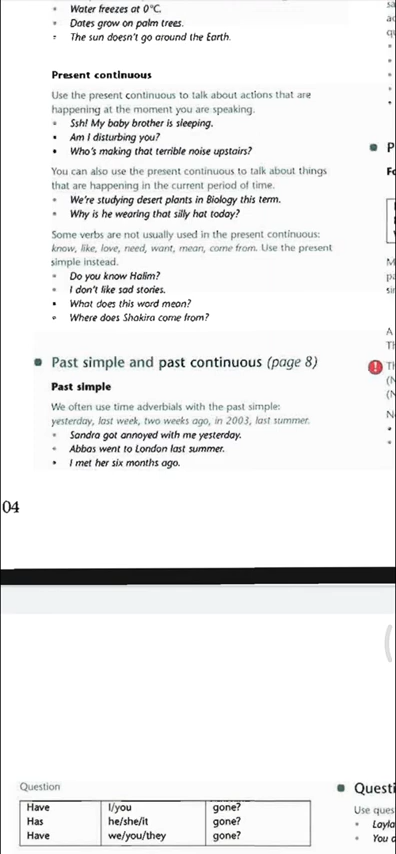 Water freezes at 0°C.
Dates grow on palm trees.
The sun doesn't go around the Earth.
Present continuous
Use the present continuous to talk about actions that are
happening at the moment you are speaking.
Ssh! My baby brother is sleeping.
Am I disturbing you?
Who's making that terrible noise upstairs?
You can also use the present continuous to talk about things
that are happening in the current period of time.
We're studying desert plants in Biology this term.
Why is he wearing that silly hat today?
Some verbs are not usually used in the present continuous:
know, like, love, need, want, mean, come from. Use the present
simple instead.
Do you know Halim?
I don't like sad stories.
What does this word mean?
Where does Shakira come from?
Past simple and past continuous (page 8)
Past simple
We often use time adverbials with the past simple:
yesterday, last week, two weeks ago, in 2003, last summer.
Sandra got annoyed with me yesterday.
Abbas went to London last summer.
I met her six months ago.
04
Question
Have I/you gone?
Has he/she/it gone?
Have we/you/they gone?
Questi
Use ques
Layla
You